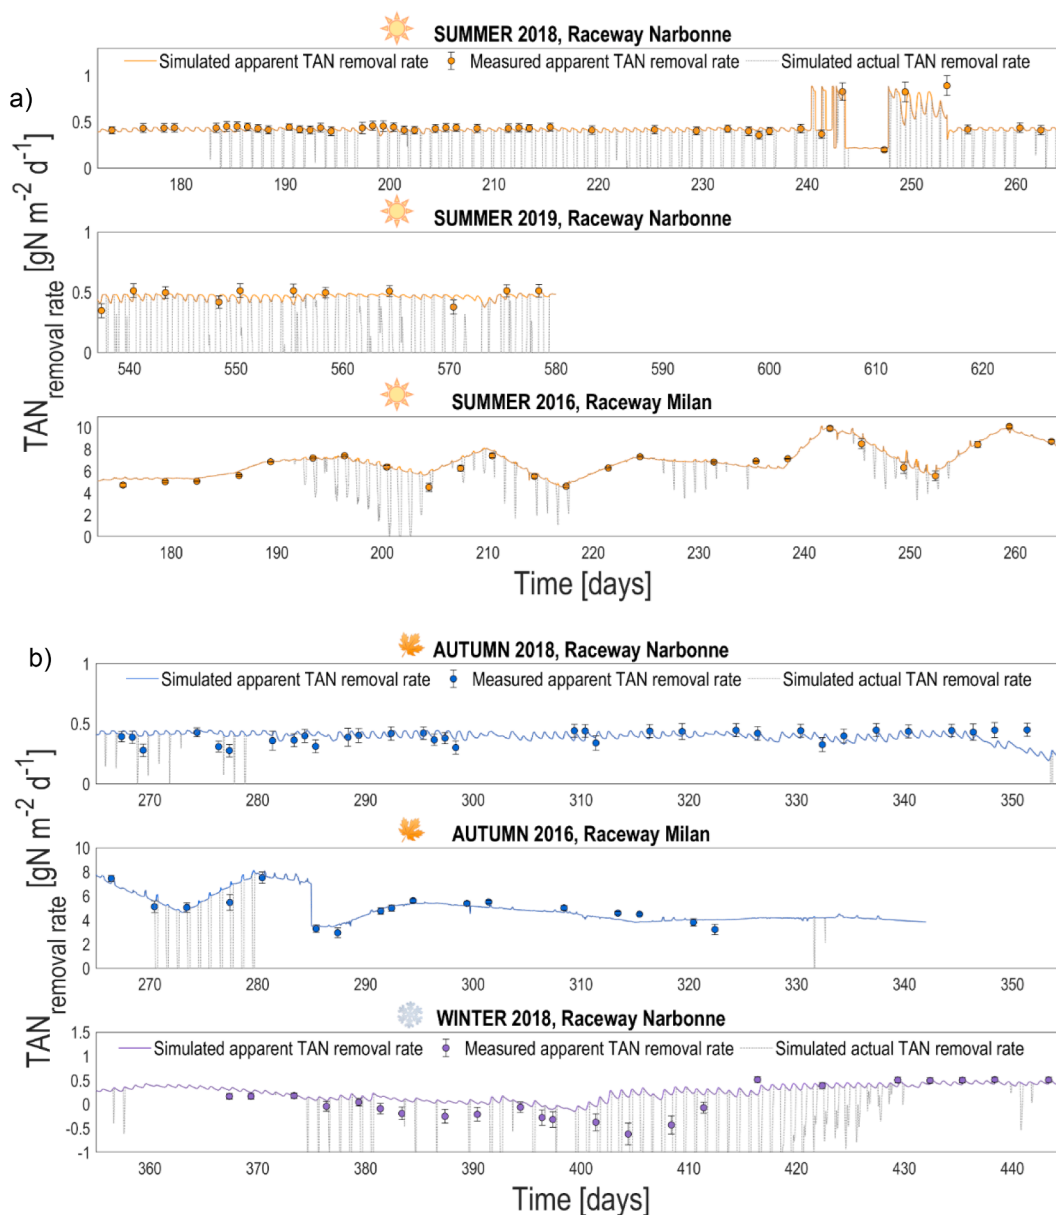 a)
SUMMER 2018, Raceway Narbonne
Simulated apparent TAN removal rate Measured apparent TAN removal rate Simulated actual TAN removal rate
1
0.5
0
180 190 200 210 220 230 240 250 260
SUMMER 2019, Raceway Narbonne
1
0.5
0
540 550 560 570 580 590 600 610 620
SUMMER 2016, Raceway Milan
10
8
6
4
2
0
180 190 200 210 220 230 240 250 260
Time [days]
TAN removal rate [gN m-2 d-1]
b)
AUTUMN 2018, Raceway Narbonne
Simulated apparent TAN removal rate Measured apparent TAN removal rate Simulated actual TAN removal rate
1
0.5
0
270 280 290 300 310 320 330 340 350
AUTUMN 2016, Raceway Milan
10
8
6
4
2
0
270 280 290 300 310 320 330 340 350
WINTER 2018, Raceway Narbonne
Simulated apparent TAN removal rate Measured apparent TAN removal rate Simulated actual TAN removal rate
1.5
0.5
0
-0.5
-1
360 370 380 390 400 410 420 430 440
Time [days]
TAN removal rate [gN m-2 d-1]